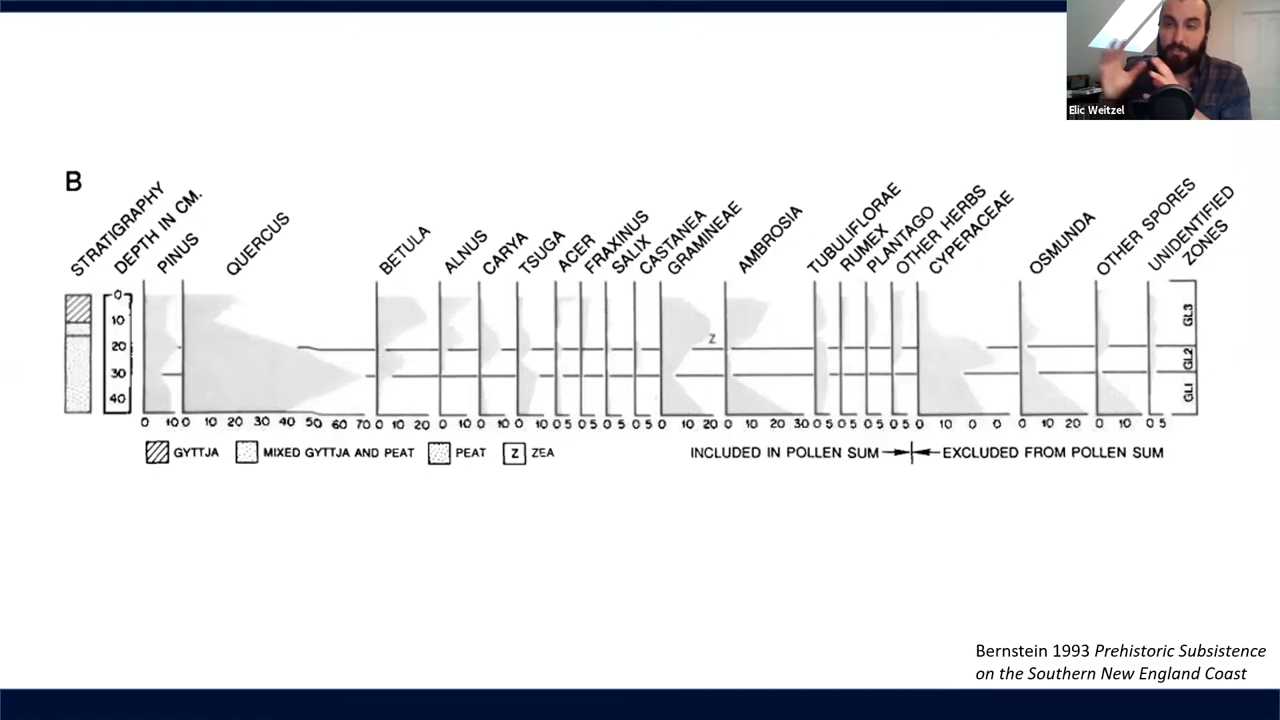 Elic Weitzel
B
STRATIGRAPHY
DEPTH IN CM.
PINUS
QUERCUS
BETULA
ALNUS
CARYA
TSUGA
ACER
FRAXINUS
SALIX
CASTANEA
GRAMINEAE
AMBROSIA
TUBULIFLORAE
RUMEX
PLANTAGO
OTHER HERBS
CYPERACEAE
OSMUNDA
OTHER SPORES
UNIDENTIFIED
ZONES
0
10
20
30
40
Z
GL3
GL2
GL1
0 10 0 10 20 30 40 50 60 70 0 10 20 0 10 0 10 0 10 0 5 0 5 0 5 0 5 0 10 20 0 10 20 30 0 5 0 5 0 5 0 5 0 10 0 0 0 10 20 0 10 0 5
GYTTJA MIXED GYTTJA AND PEAT PEAT Z ZEA INCLUDED IN POLLEN SUM EXCLUDED FROM POLLEN SUM
Bernstein 1993 Prehistoric Subsistence
on the Southern New England Coast